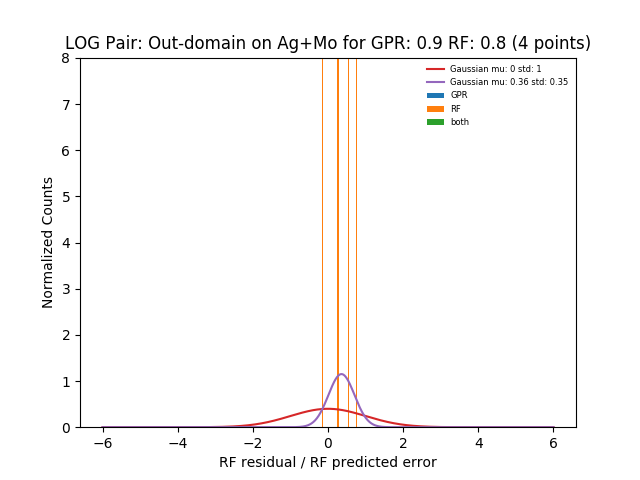 LOG Pair: Out-domain on Ag+Mo for GPR: 0.9 RF: 0.8 (4 points)
8
7
6
5
4
3
2
1
0
Normalized Counts
Gaussian mu: 0 std: 1
Gaussian mu: 0.36 std: 0.35
GPR
RF
both
−6 −4 −2 0 2 4 6
RF residual / RF predicted error